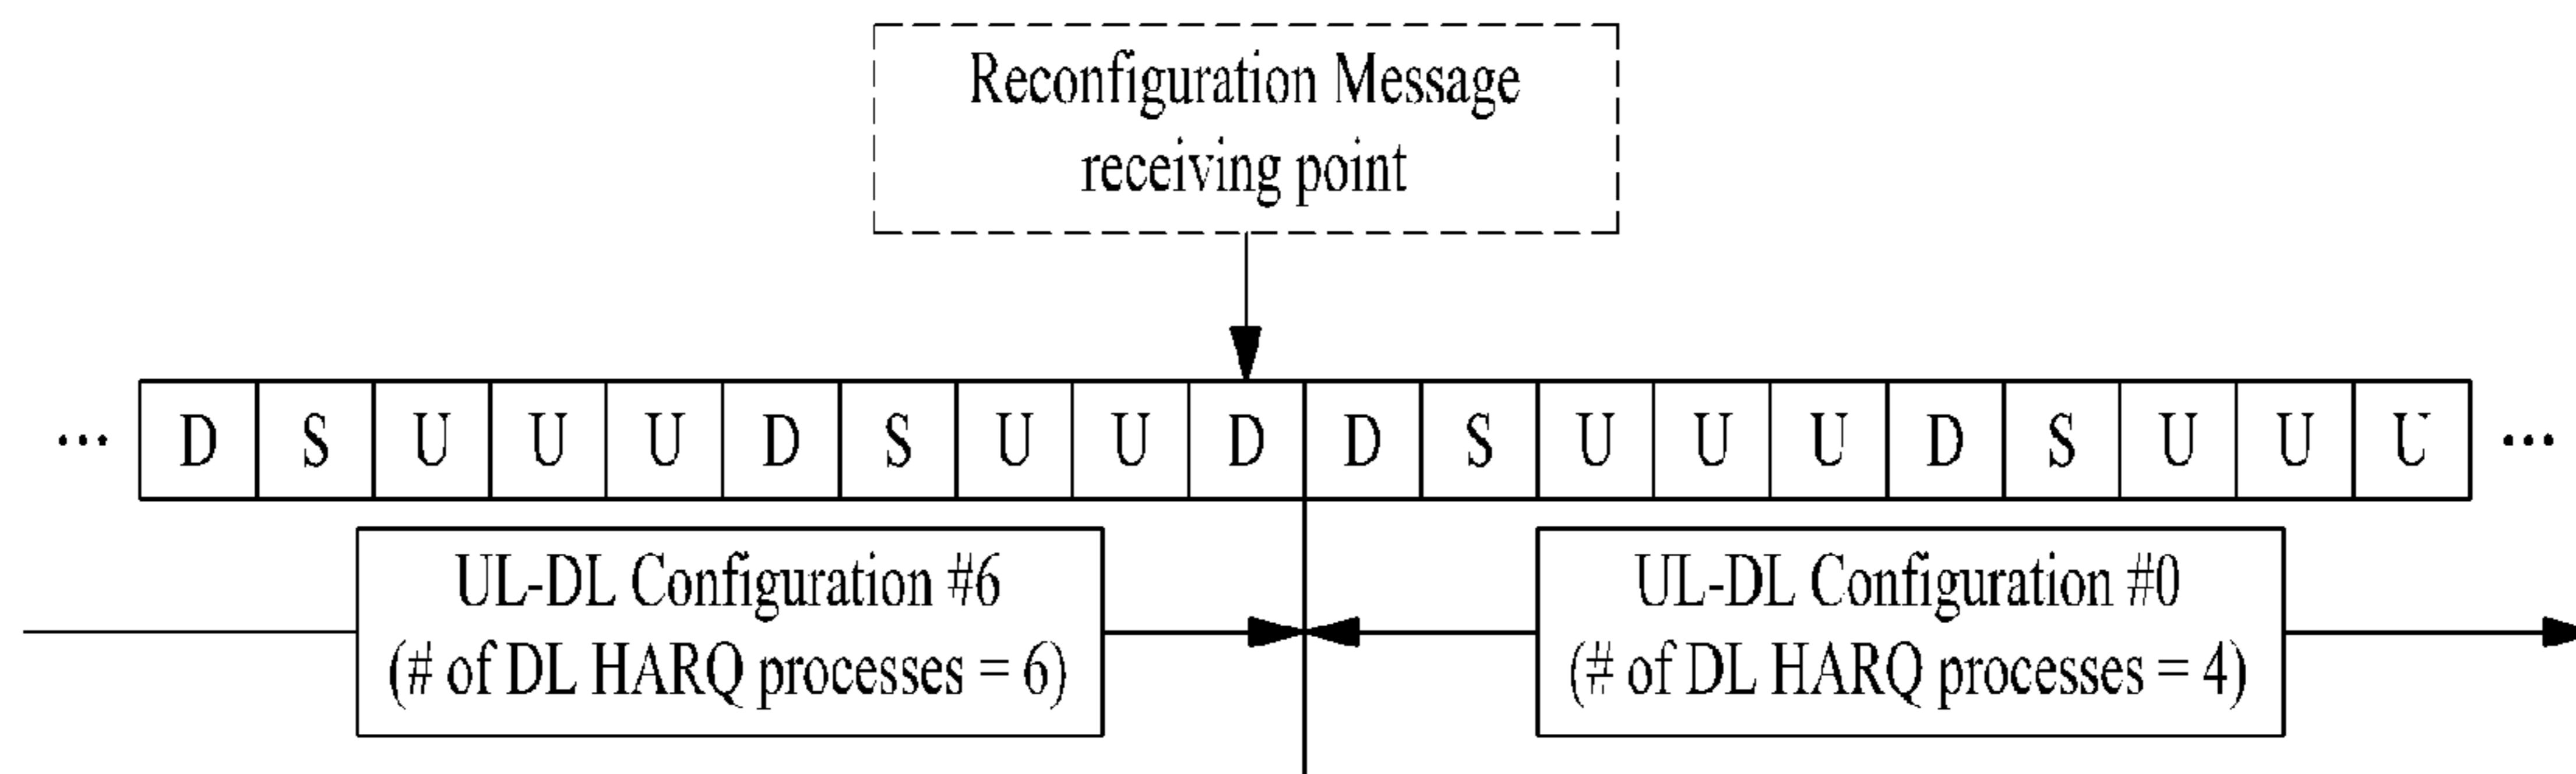 Reconfiguration Message
receiving point
... D S U U U D S U U D D S U U U D S U U U ...
UL-DL Configuration #6
(# of DL HARQ processes = 6)
UL-DL Configuration #0
(# of DL HARQ processes = 4)